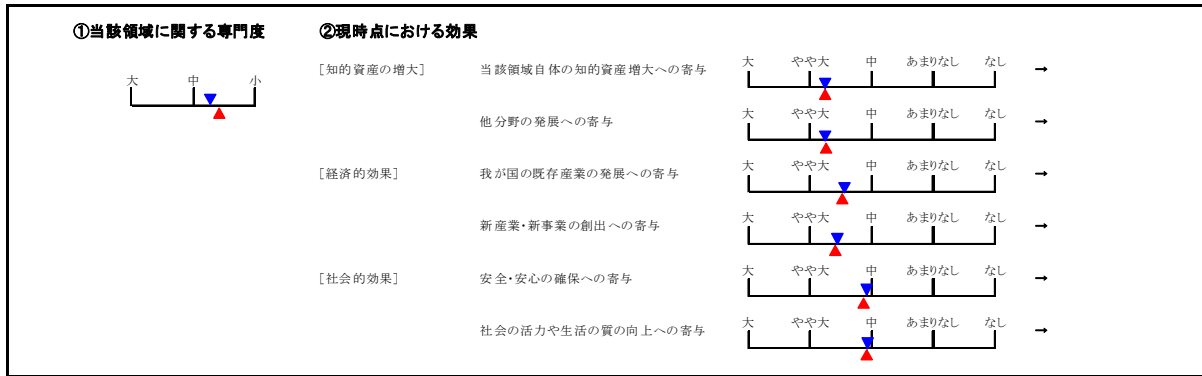 ①当該領域に関する専門度 ②現時点における効果
大 中 小
[知的資産の増大] 当該領域自体の知的資産増大への寄与 大 やや大 中 あまりなし なし →
他分野の発展への寄与 大 やや大 中 あまりなし なし →
[経済的効果] 我が国の既存産業の発展への寄与 大 やや大 中 あまりなし なし →
新産業・新事業の創出への寄与 大 やや大 中 あまりなし なし →
[社会的効果] 安全・安心の確保への寄与 大 やや大 中 あまりなし なし →
社会の活力や生活の質の向上への寄与 大 やや大 中 あまりなし なし →